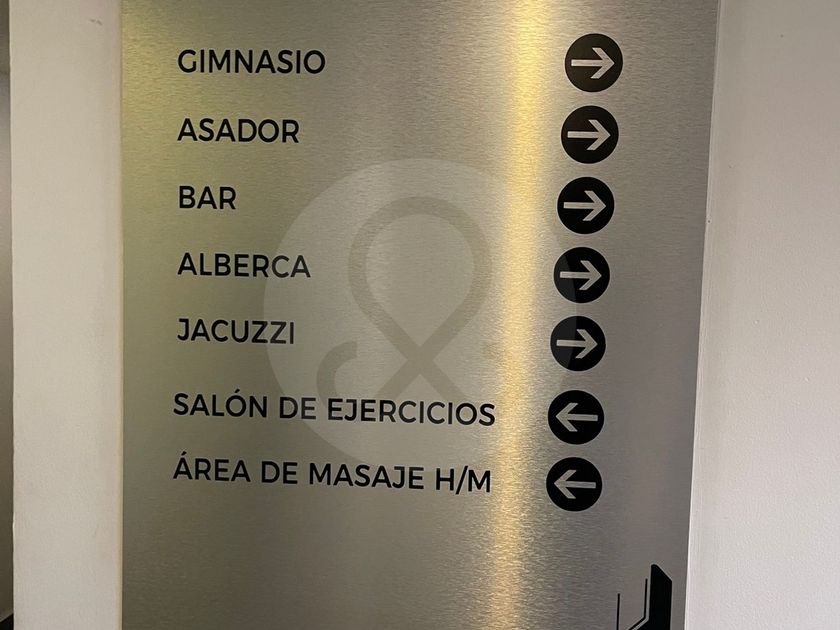 GIMNASIO
ASADOR
BAR
ALBERCA
JACUZZI
SALÓN DE EJERCICIOS
ÁREA DE MASAJE H/M